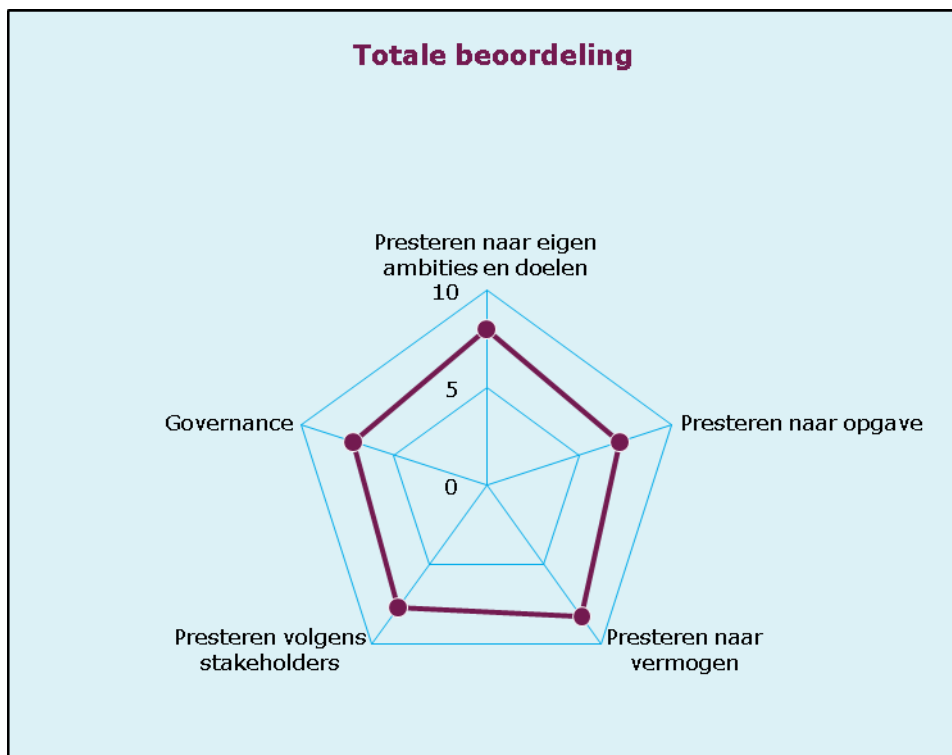 Totale beoordeling
Presteren naar eigen
ambities en doelen
10
5
0
Governance
Presteren naar opgave
Presteren volgens
stakeholders
Presteren naar
vermogen